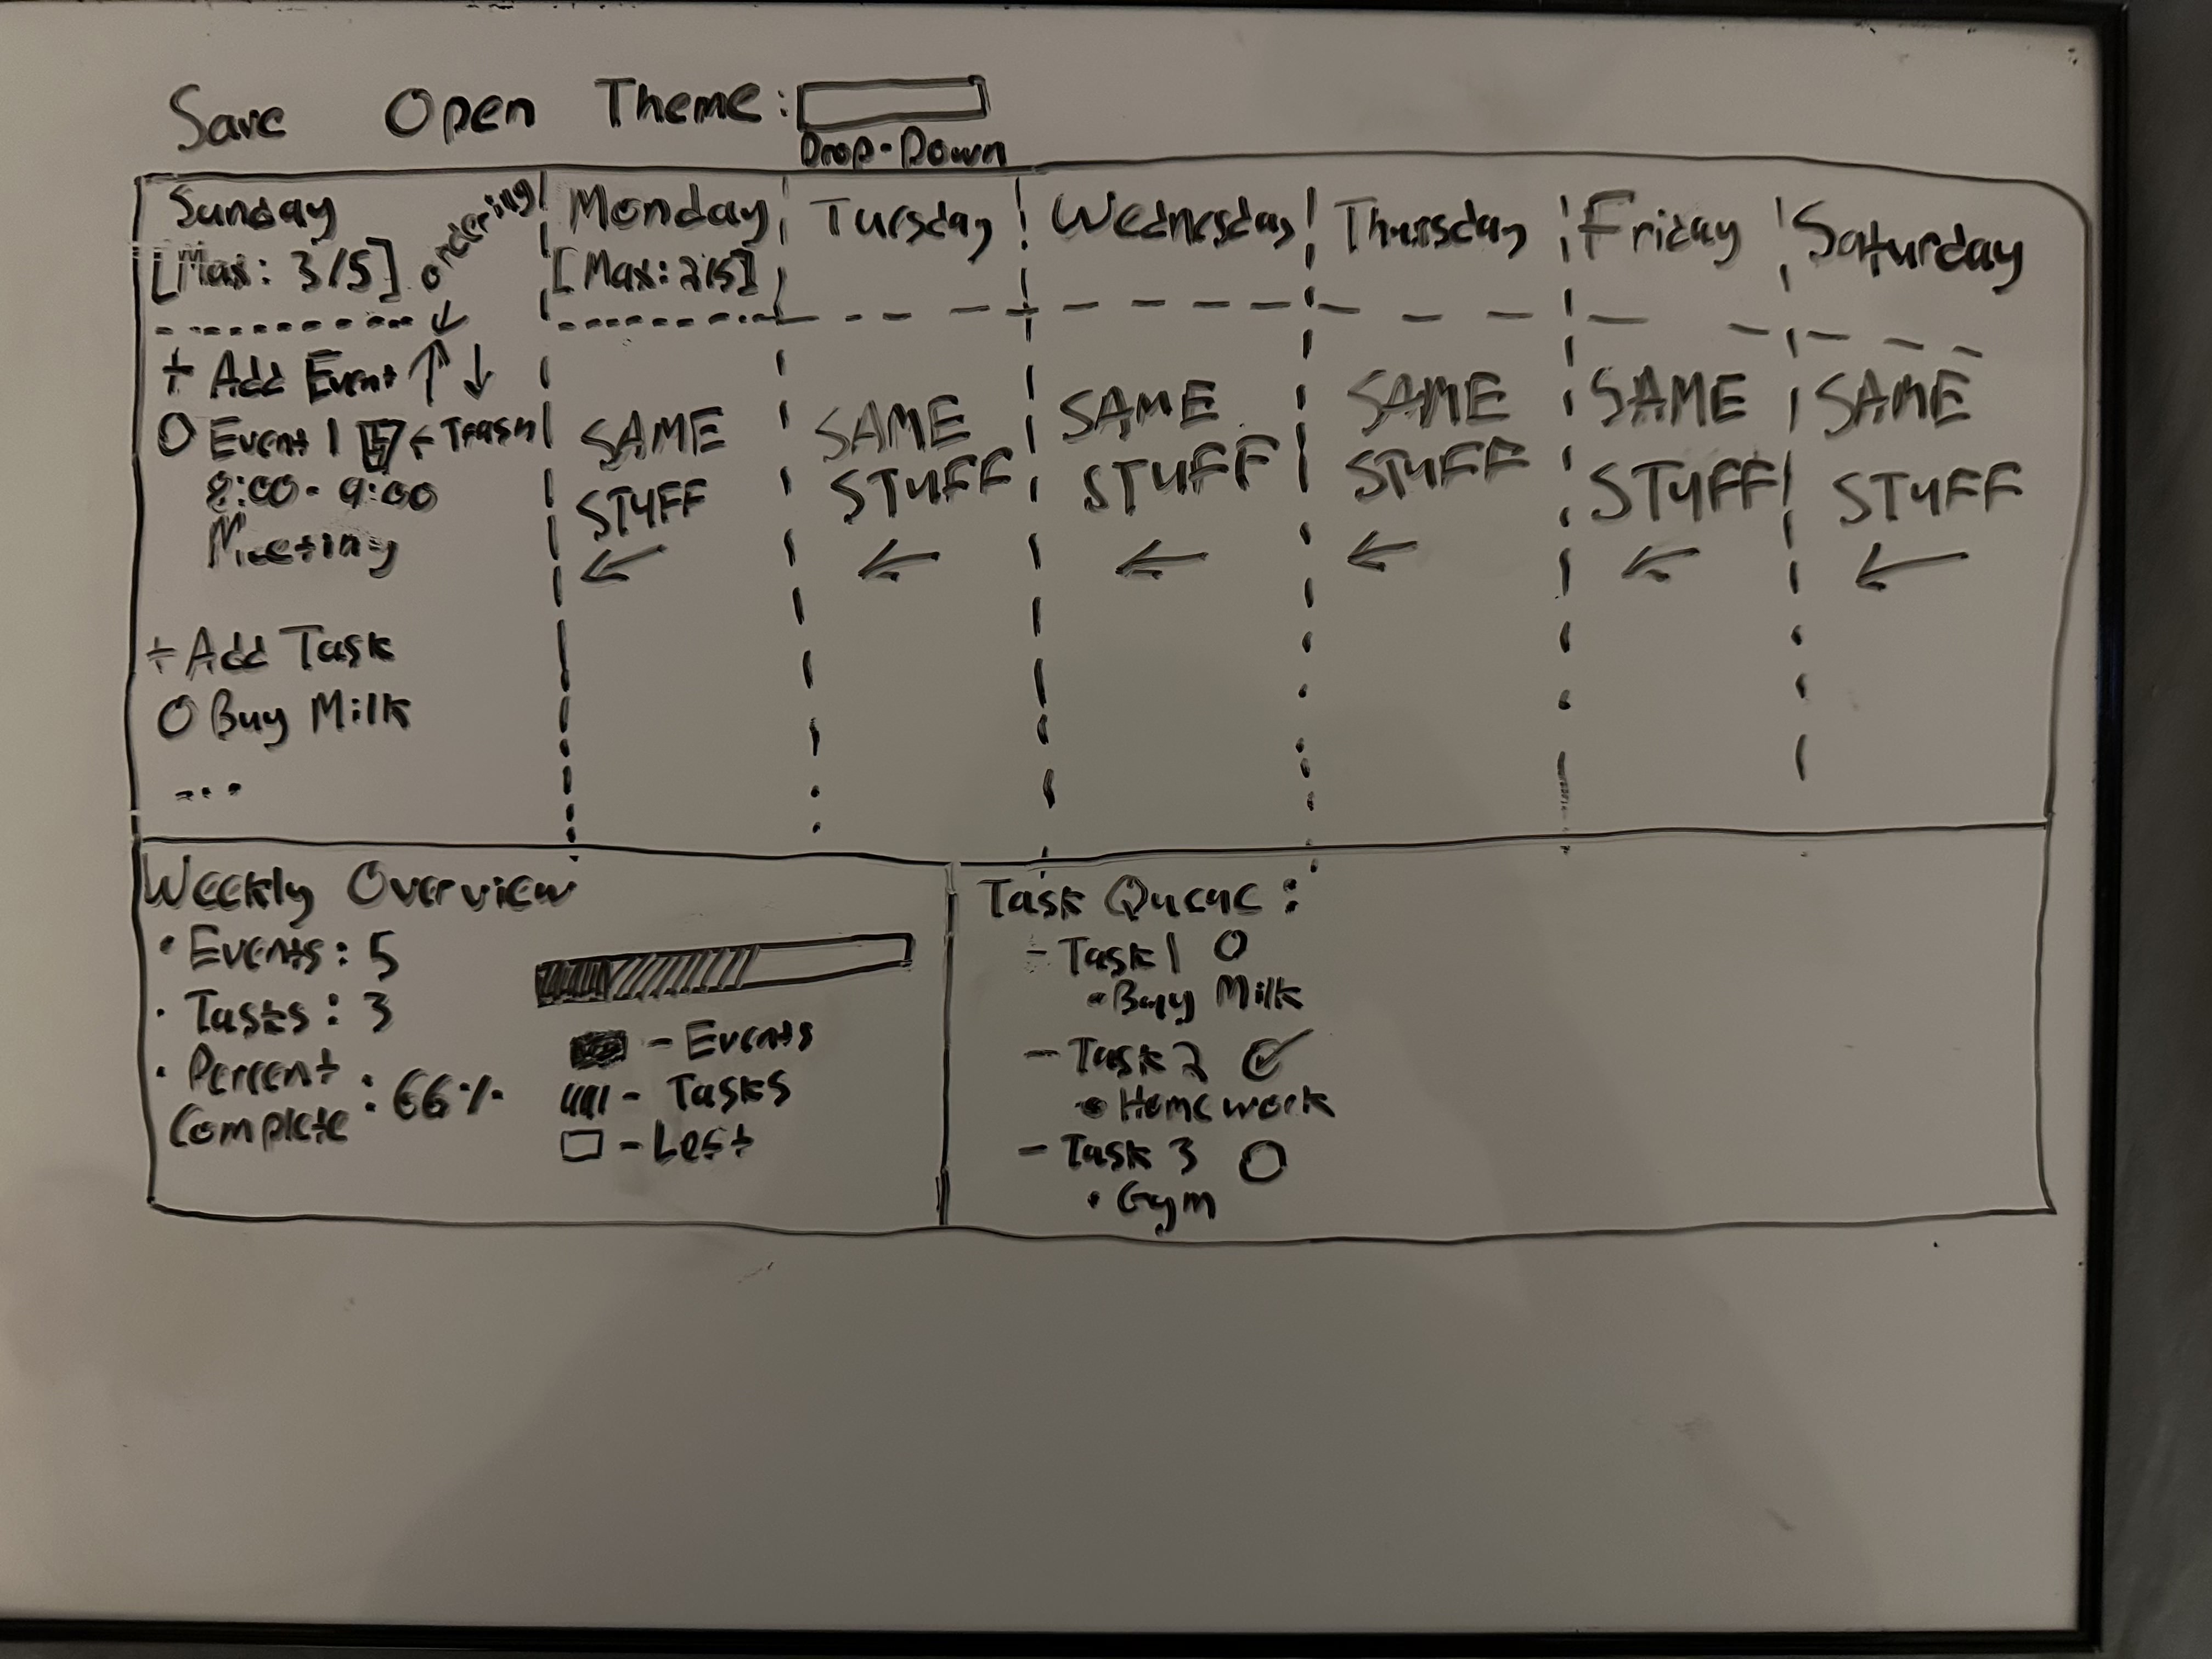 Save Open Theme:
Drop-Down
Sunday
[Max: 3/5]
ordering
+ Add Event ↑ ↓
Event 1 ← Trash
8:00 - 9:00
Meeting
+ Add Task
Buy Milk
...
Monday
[Max: 2/5]
SAME
STUFF
←
Tuesday
SAME
STUFF
←
Wednesday
SAME
STUFF
←
Thursday
SAME
STUFF
←
Friday
SAME
STUFF
←
Saturday
SAME
STUFF
←
Weekly Overview
• Events: 5
• Tasks: 3
• Percent
Complete : 66%
- Events
- Tasks
- Left
Task Queue:
- Task 1
• Buy Milk
- Task 2 ✓
• Homework
- Task 3
• Gym